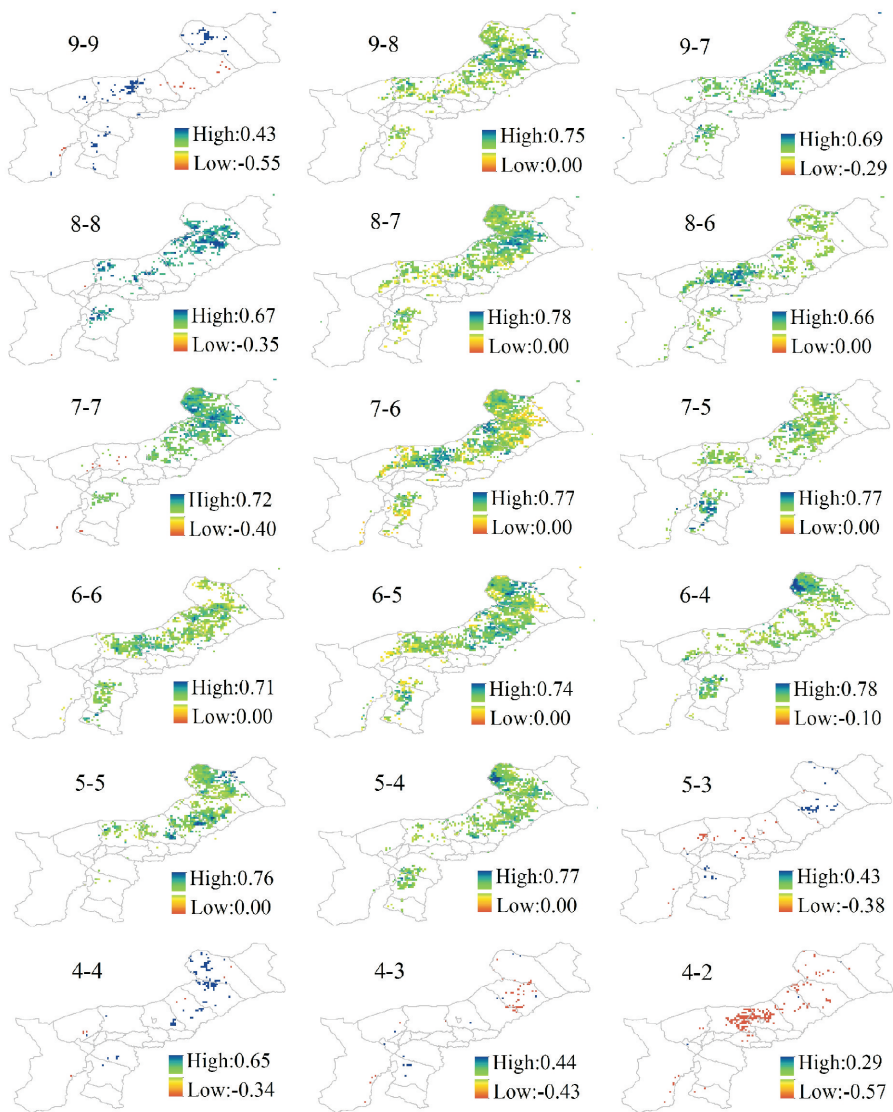 9-9
High:0.43
Low:-0.55
9-8
High:0.75
Low:0.00
9-7
High:0.69
Low:-0.29
8-8
High:0.67
Low:-0.35
8-7
High:0.78
Low:0.00
8-6
High:0.66
Low:0.00
7-7
High:0.72
Low:-0.40
7-6
High:0.77
Low:0.00
7-5
High:0.77
Low:0.00
6-6
High:0.71
Low:0.00
6-5
High:0.74
Low:0.00
6-4
High:0.78
Low:-0.10
5-5
High:0.76
Low:0.00
5-4
High:0.77
Low:0.00
5-3
High:0.43
Low:-0.38
4-4
High:0.65
Low:-0.34
4-3
High:0.44
Low:-0.43
4-2
High:0.29
Low:-0.57